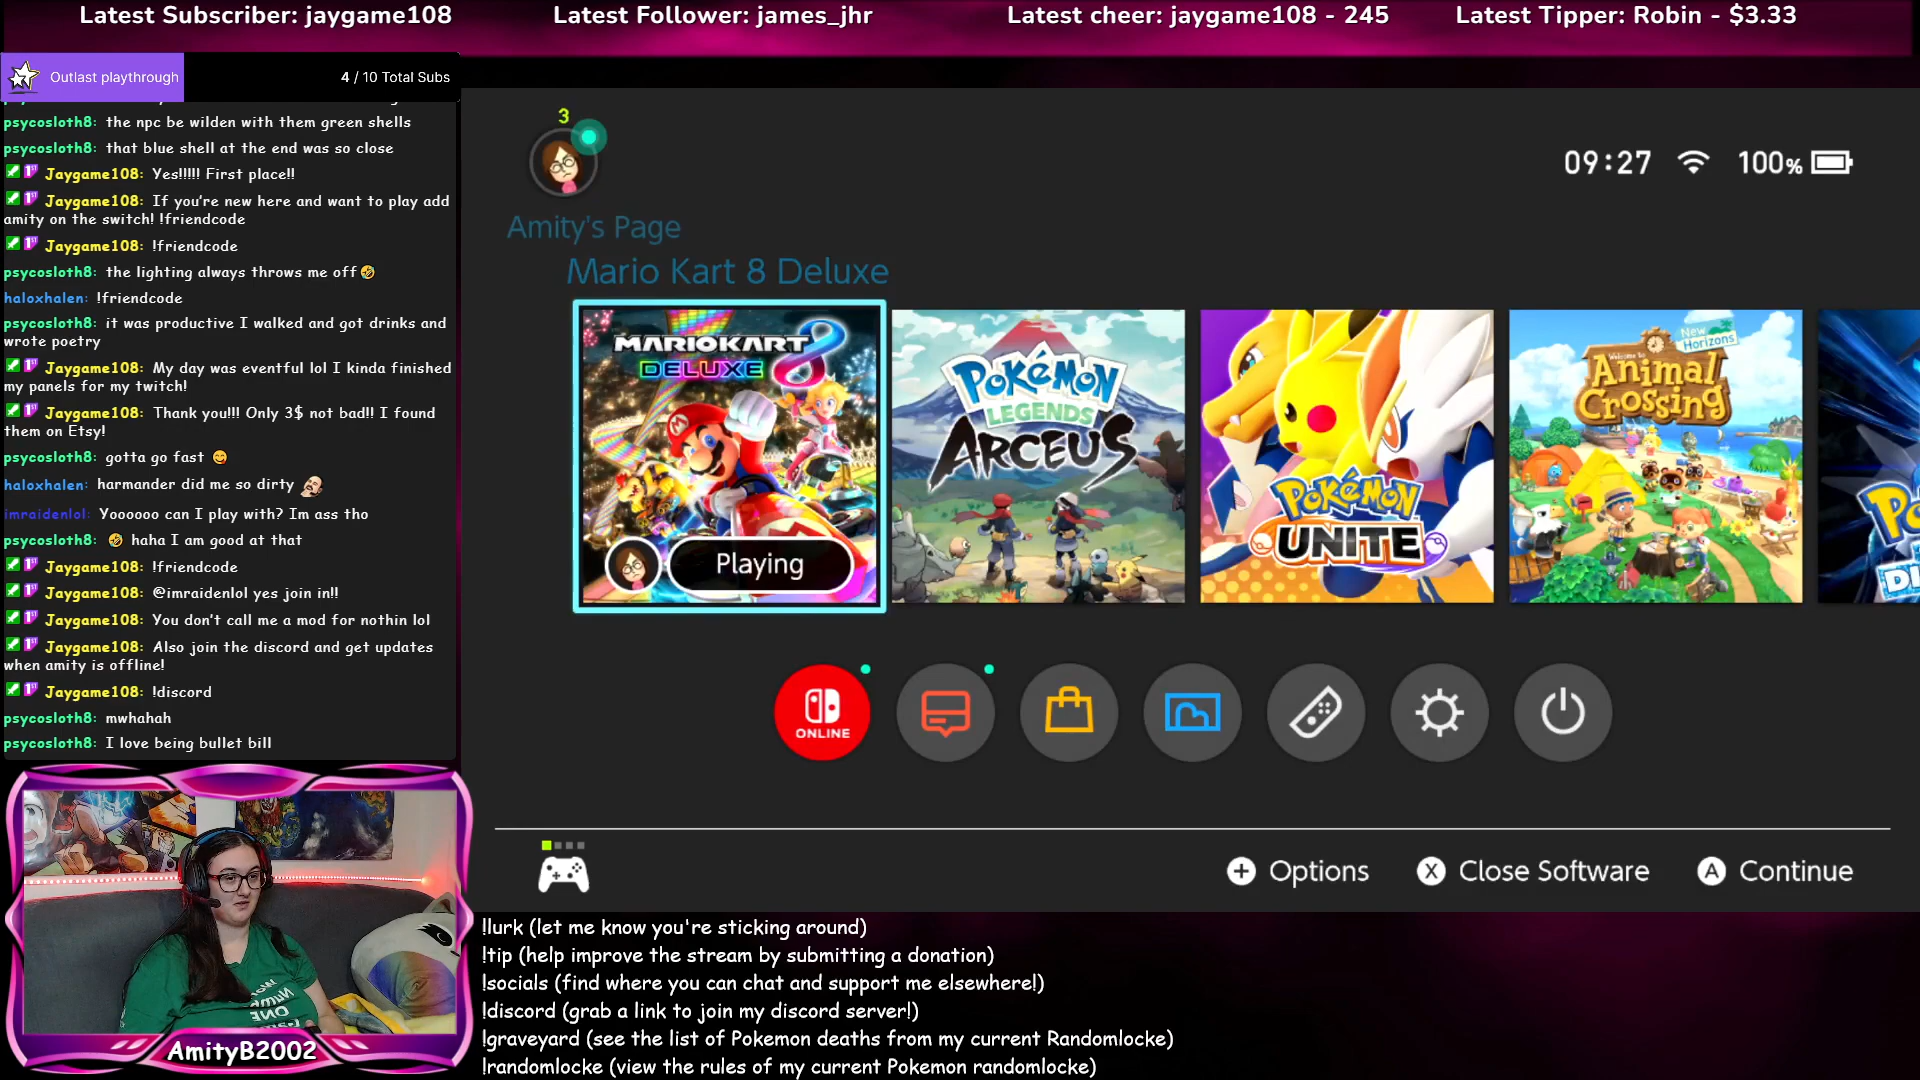 Latest Subscriber: jaygame108
Latest Follower: james_jhr
Latest cheer: jaygame108 - 245
Latest Tipper: Robin - $3.33
Outlast playthrough
4 / 10 Total Subs
psycosloth8: the npc be wilden with them green shells
psycosloth8: that blue shell at the end was so close
Jaygame108: Yes!!!!! First place!!
Jaygame108: If you're new here and want to play add
amity on the switch! !friendcode
Jaygame108: !friendcode
psycosloth8: the lighting always throws me off🤣
haloxhalen: !friendcode
psycosloth8: it was productive I walked and got drinks and
wrote poetry
Jaygame108: My day was eventful lol I kinda finished
my panels for my twitch!
Jaygame108: Thank you!!! Only 3$ not bad!! I found
them on Etsy!
psycosloth8: gotta go fast 😋
haloxhalen: harmander did me so dirty
imraidenlol: Yoooooo can I play with? Im ass tho
psycosloth8: 🤣 haha I am good at that
Jaygame108: !friendcode
Jaygame108: @imraidenlol yes join in!!
Jaygame108: You don't call me a mod for nothin lol
Jaygame108: Also join the discord and get updates
when amity is offline!
Jaygame108: !discord
psycosloth8: mwhahah
psycosloth8: I love being bullet bill
AmityB2002
3
09:27
100%
Amity's Page
Mario Kart 8 Deluxe
MARIOKART 8
DELUXE
Playing
POKéMON
LEGENDS
ARCEUS
POKéMON
UNITE
Welcome to
Animal
Crossing
New
Horizons
ONLINE
+ Options
X Close Software
A Continue
!lurk (let me know you're sticking around)
!tip (help improve the stream by submitting a donation)
!socials (find where you can chat and support me elsewhere!)
!discord (grab a link to join my discord server!)
!graveyard (see the list of Pokemon deaths from my current Randomlocke)
!randomlocke (view the rules of my current Pokemon randomlocke)